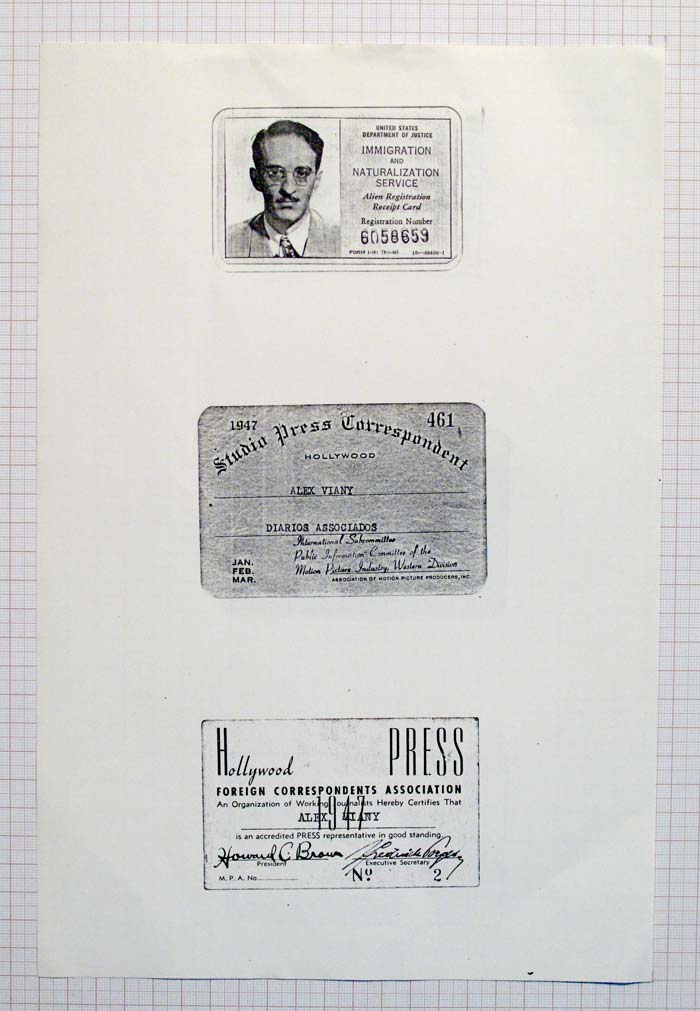 UNITED STATES
DEPARTMENT OF JUSTICE
IMMIGRATION
AND
NATURALIZATION
SERVICE
Alien Registration
Receipt Card
Registration Number
6058659
1947
461
Studio Press Correspondent
HOLLYWOOD
ALEX VIANY
DIARIOS ASSOCIADOS
International Subcommittee
Public Information Committee of the
Motion Picture Industry, Western Division
JAN.
FEB.
MAR.
ASSOCIATION OF MOTION PICTURE PRODUCERS, INC.
Hollywood PRESS
FOREIGN CORRESPONDENTS ASSOCIATION
An Organization of Working Journalists Hereby Certifies That
1947
ALEX VIANY
is an accredited PRESS representative in good standing.
Howard C. Brown
President
Executive Secretary
M. P. A. No.
Nº 2